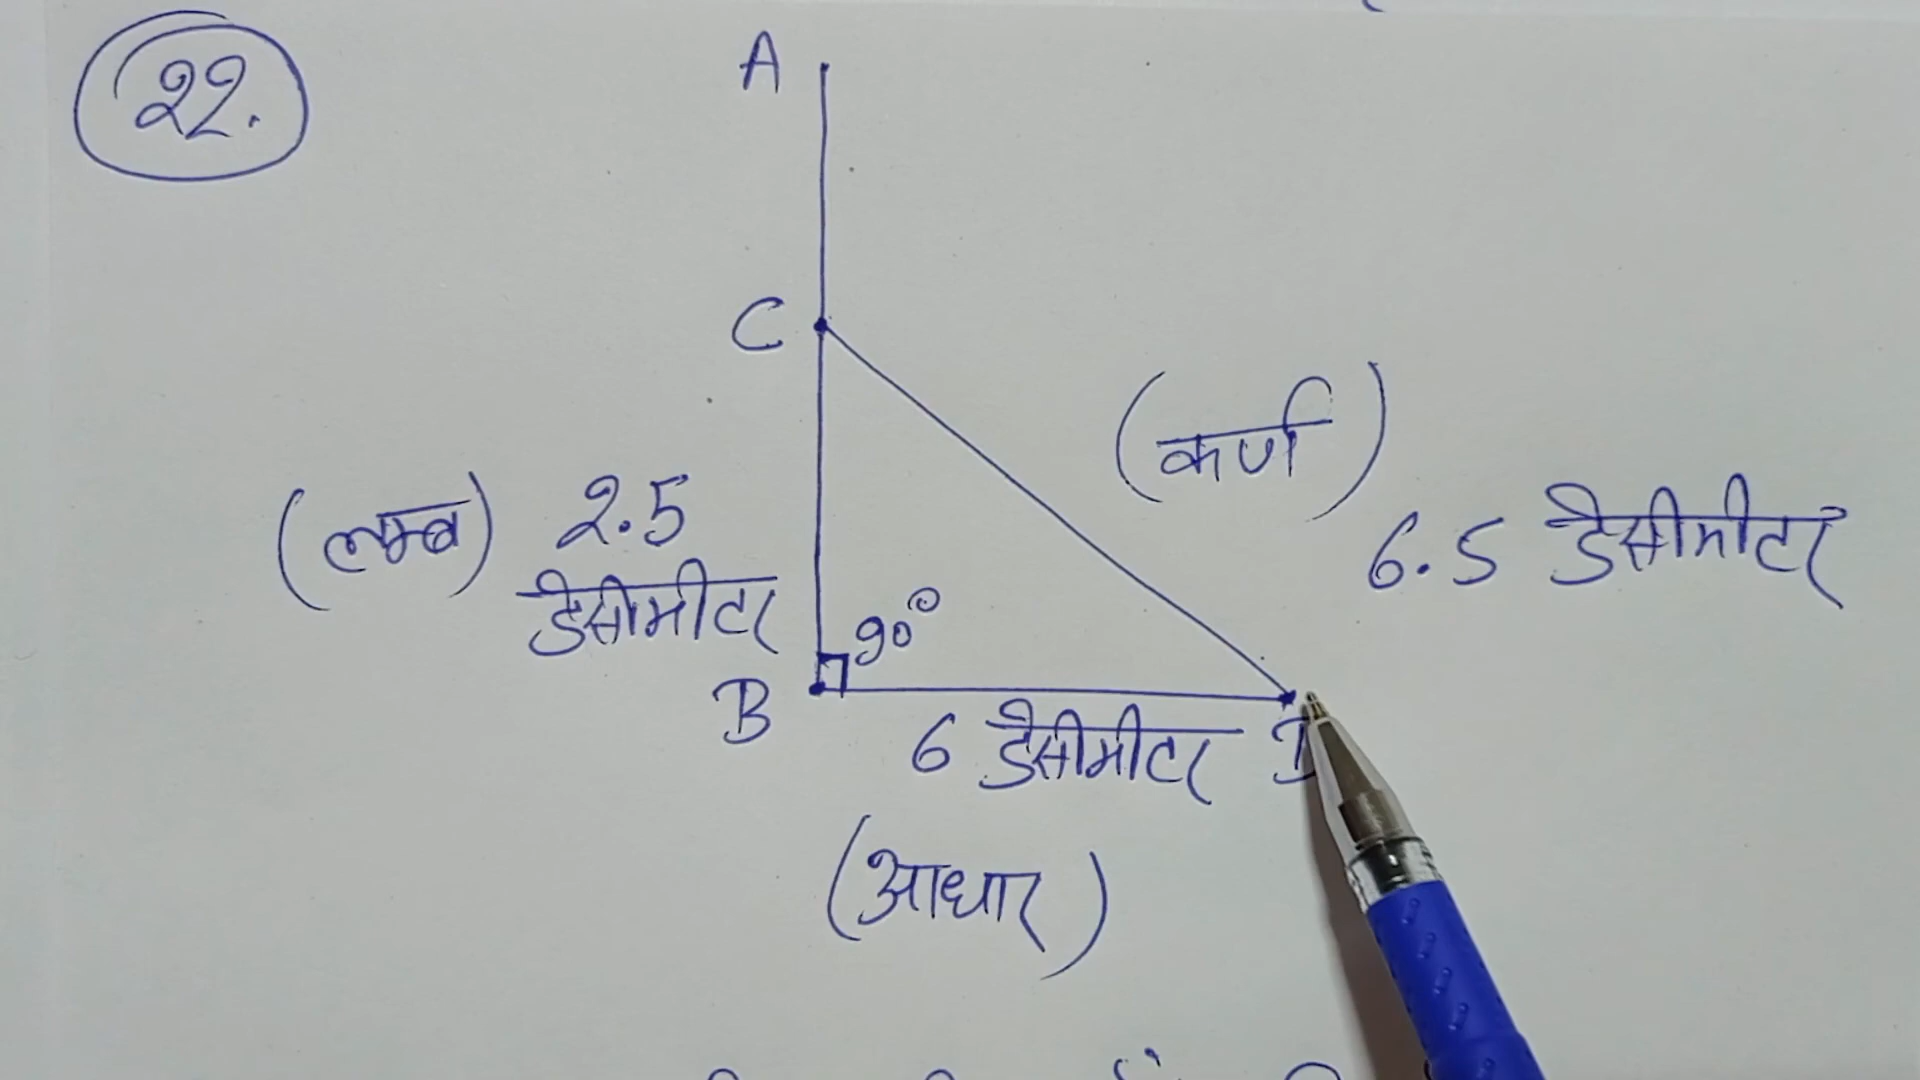 22.
A
C
(कर्ण)
6.5 डैसीमीटर
(लम्ब) 2.5
डैसीमीटर
90°
B
6 डैसीमीटर
(आधार)